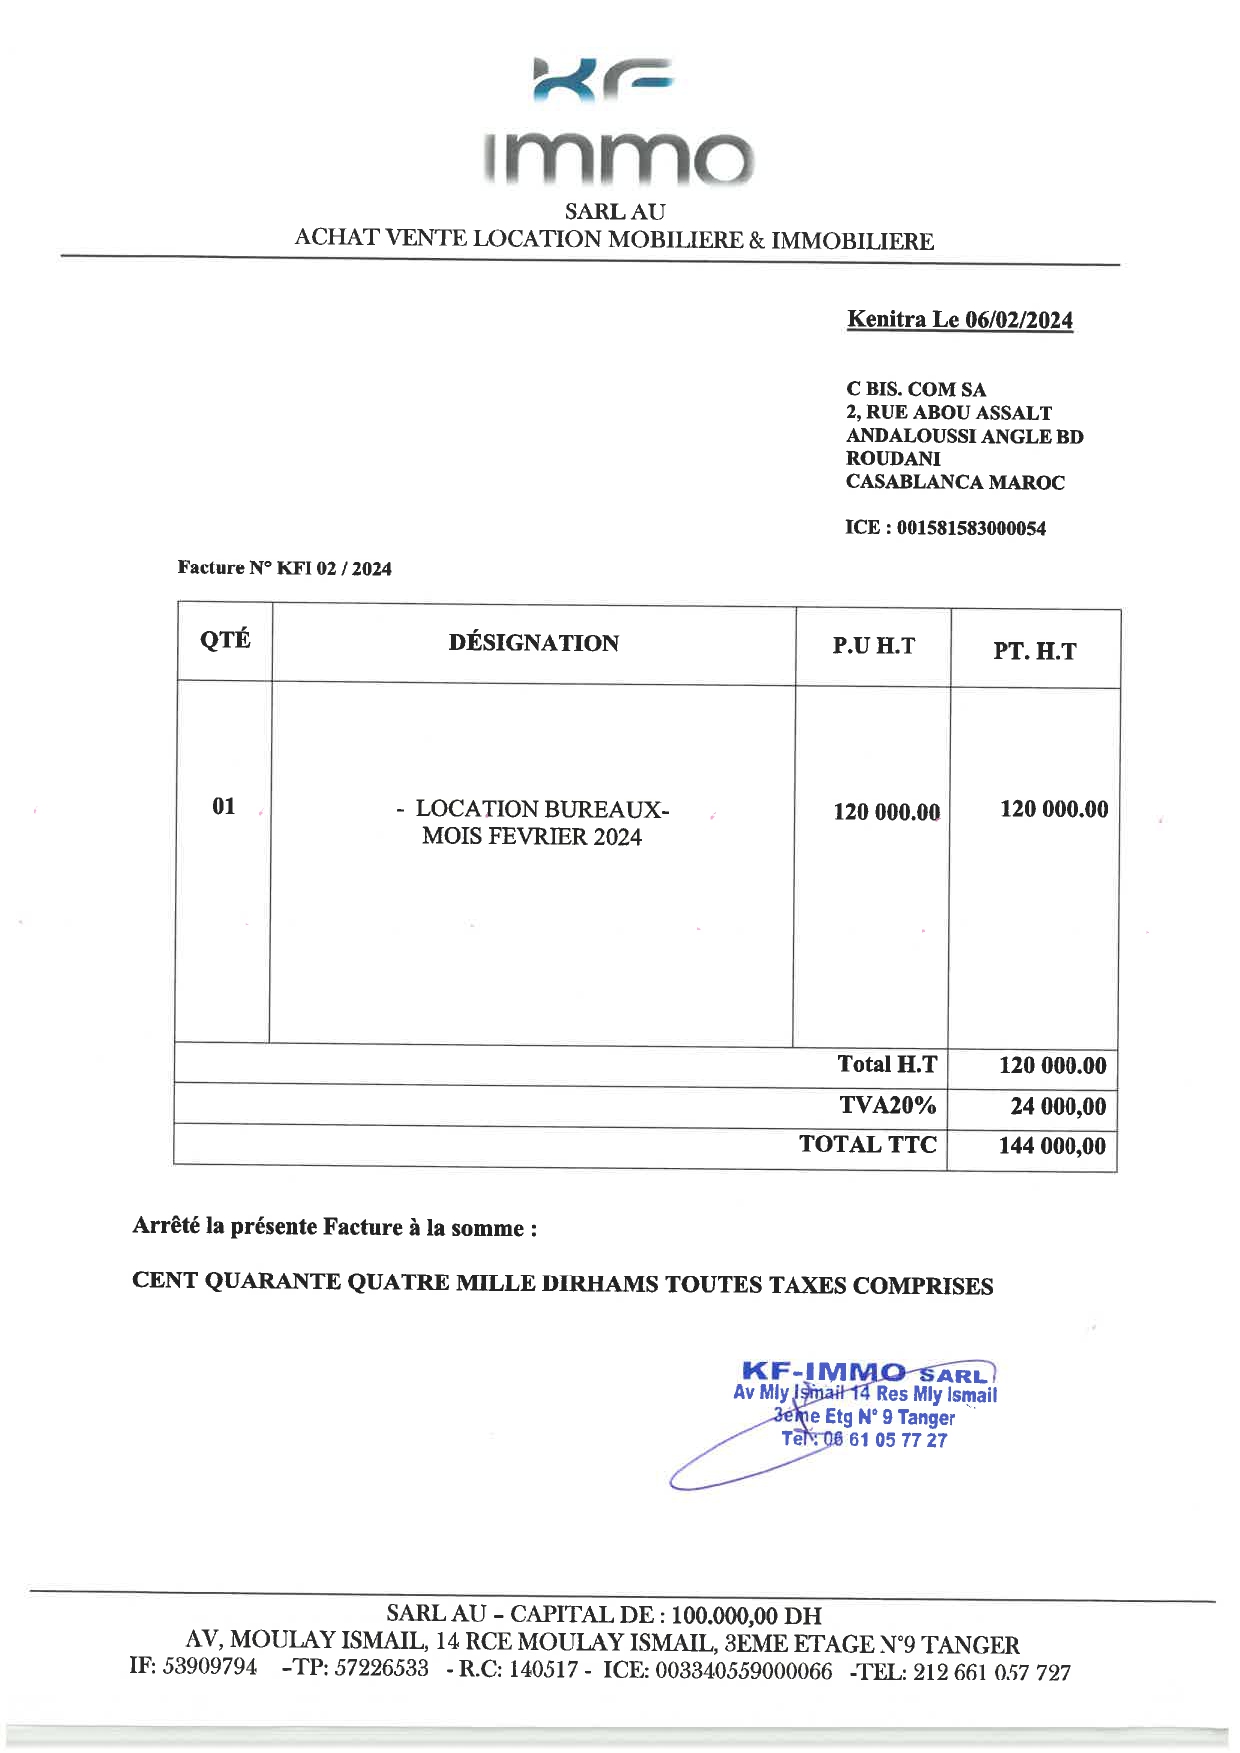 KF
immo
SARL AU
ACHAT VENTE LOCATION MOBILIERE & IMMOBILIERE
Kenitra Le 06/02/2024
C BIS. COM SA
2, RUE ABOU ASSALT
ANDALOUSSI ANGLE BD
ROUDANI
CASABLANCA MAROC
ICE : 001581583000054
Facture N° KFI 02 / 2024
QTÉ DÉSIGNATION P.U H.T PT. H.T
01 - LOCATION BUREAUX- 120 000.00 120 000.00
MOIS FEVRIER 2024
Total H.T 120 000.00
TVA20% 24 000,00
TOTAL TTC 144 000,00
Arrêté la présente Facture à la somme :
CENT QUARANTE QUATRE MILLE DIRHAMS TOUTES TAXES COMPRISES
KF-IMMO SARL
Av Mly Ismail 14 Res Mly Ismail
3éme Etg N° 9 Tanger
Tel : 06 61 05 77 27
SARL AU – CAPITAL DE : 100.000,00 DH
AV, MOULAY ISMAIL, 14 RCE MOULAY ISMAIL, 3EME ETAGE N°9 TANGER
IF: 53909794 -TP: 57226533 - R.C: 140517 - ICE: 003340559000066 -TEL: 212 661 057 727